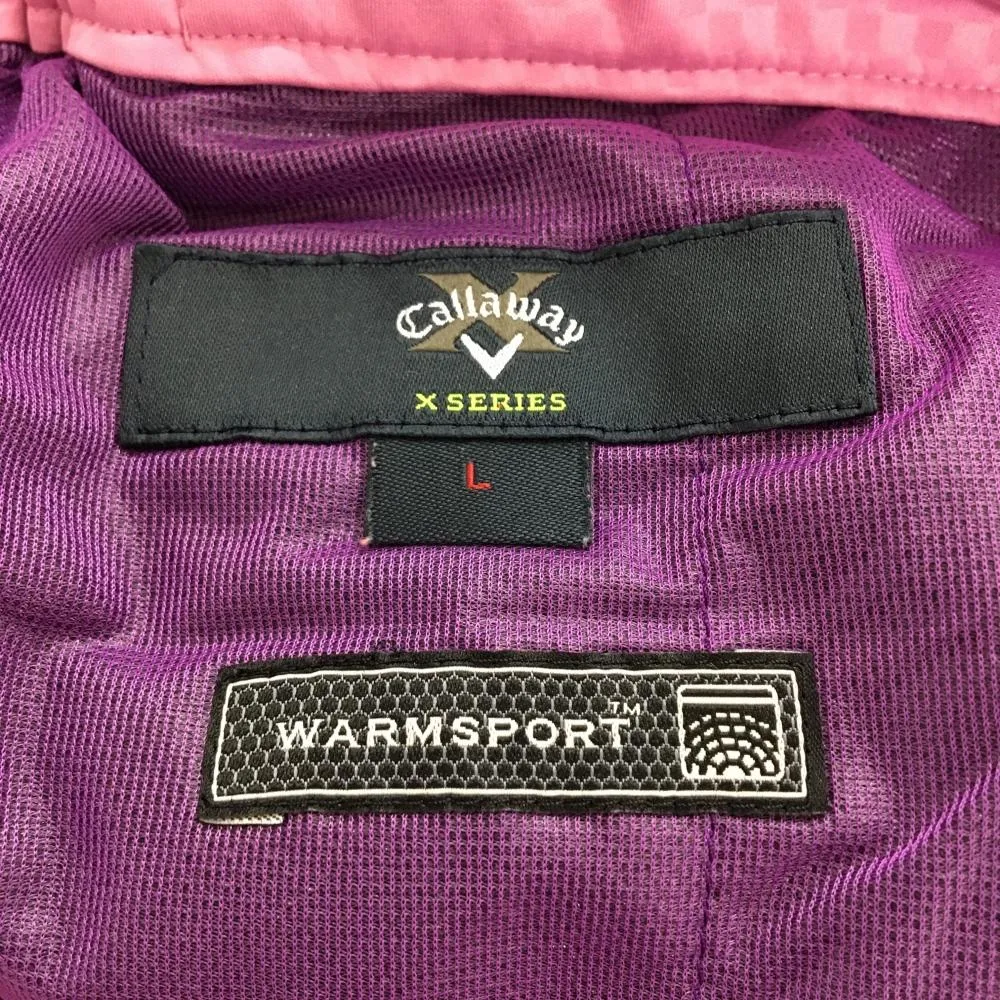 Callaway
X SERIES
L
WARMSPORT™